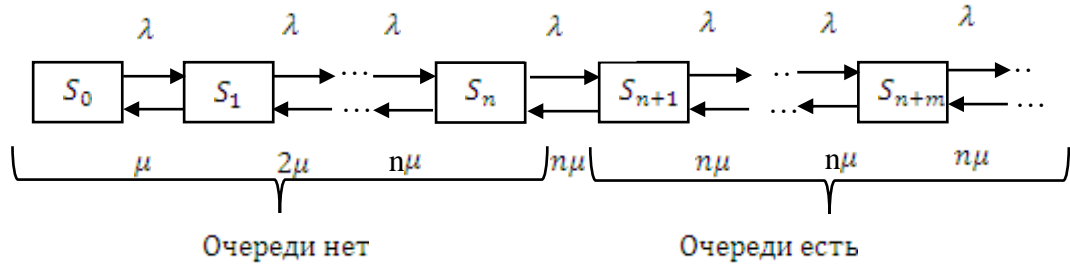 λ λ λ λ λ λ λ
S₀ S₁ ... Sₙ Sₙ₊₁ .. Sₙ₊ₘ ..
... ... ...
μ 2μ nμ nμ nμ nμ nμ
Очереди нет Очереди есть